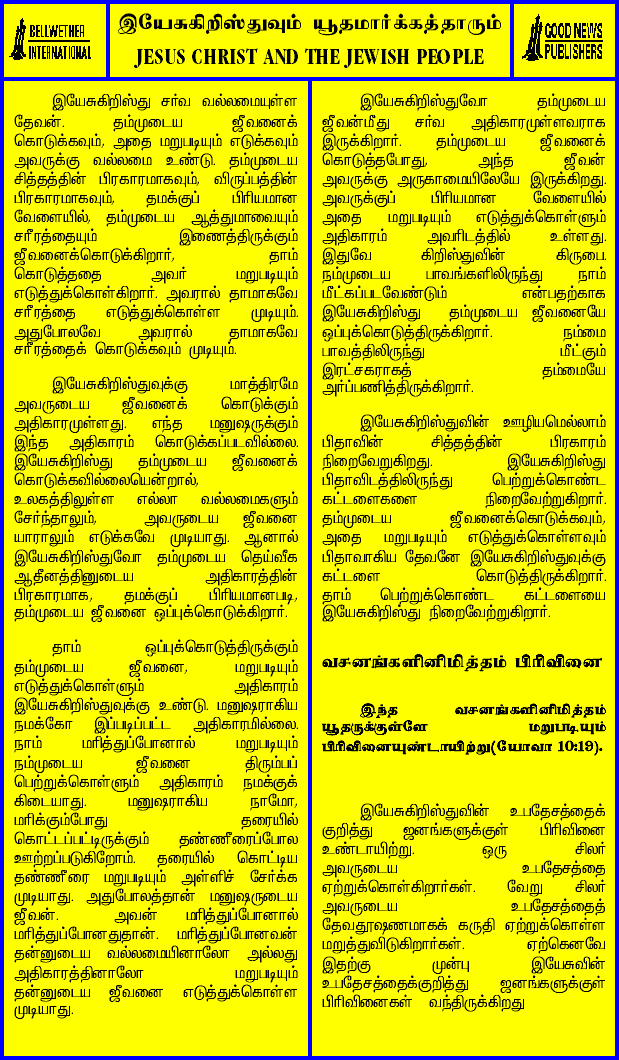 BELLWETHER
INTERNATIONAL
இயேசுகிறிஸ்துவும் யூதமார்க்கத்தாரும்
JESUS CHRIST AND THE JEWISH PEOPLE
GOOD NEWS
PUBLISHERS
இயேசுகிறிஸ்து சர்வ வல்லமையுள்ள
தேவன். தம்முடைய ஜீவனைக்
கொடுக்கவும், அதை மறுபடியும் எடுக்கவும்
அவருக்கு வல்லமை உண்டு. தம்முடைய
சித்தத்தின் பிரகாரமாகவும், விருப்பத்தின்
பிரகாரமாகவும், தமக்குப் பிரியமான
வேளையில், தம்முடைய ஆத்துமாவையும்
சரீரத்தையும் இணைத்திருக்கும்
ஜீவனைக்கொடுக்கிறார், தாம்
கொடுத்ததை அவர் மறுபடியும்
எடுத்துக்கொள்கிறார். அவரால் தாமாகவே
சரீரத்தை எடுத்துக்கொள்ள முடியும்.
அதுபோலவே அவரால் தாமாகவே
சரீரத்தைக் கொடுக்கவும் முடியும்.
இயேசுகிறிஸ்துவுக்கு மாத்திரமே
அவருடைய ஜீவனைக் கொடுக்கும்
அதிகாரமுள்ளது. எந்த மனுஷருக்கும்
இந்த அதிகாரம் கொடுக்கப்படவில்லை.
இயேசுகிறிஸ்து தம்முடைய ஜீவனைக்
கொடுக்கவில்லையென்றால்,
உலகத்திலுள்ள எல்லா வல்லமைகளும்
சேர்ந்தாலும், அவருடைய ஜீவனை
யாராலும் எடுக்கவே முடியாது. ஆனால்
இயேசுகிறிஸ்துவோ தம்முடைய தெய்வீக
ஆதீனத்தினுடைய அதிகாரத்தின்
பிரகாரமாக, தமக்குப் பிரியமானபடி,
தம்முடைய ஜீவனை ஒப்புக்கொடுக்கிறார்.
தாம் ஒப்புக்கொடுத்திருக்கும்
தம்முடைய ஜீவனை, மறுபடியும்
எடுத்துக்கொள்ளும் அதிகாரம்
இயேசுகிறிஸ்துவுக்கு உண்டு. மனுஷராகிய
நமக்கோ இப்படிப்பட்ட அதிகாரமில்லை.
நாம் மரித்துப்போனால் மறுபடியும்
நம்முடைய ஜீவனை திரும்பப்
பெற்றுக்கொள்ளும் அதிகாரம் நமக்குக்
கிடையாது. மனுஷராகிய நாமோ,
மரிக்கும்போது தரையில்
கொட்டப்பட்டிருக்கும் தண்ணீரைப்போல
ஊற்றப்படுகிறோம். தரையில் கொட்டிய
தண்ணீரை மறுபடியும் அள்ளிச் சேர்க்க
முடியாது. அதுபோலத்தான் மனுஷருடைய
ஜீவன். அவன் மரித்துப்போனால்
மரித்துப்போனதுதான். மரித்துப்போனவன்
தன்னுடைய வல்லமையினாலோ அல்லது
அதிகாரத்தினாலோ மறுபடியும்
தன்னுடைய ஜீவனை எடுத்துக்கொள்ள
முடியாது.
இயேசுகிறிஸ்துவோ தம்முடைய
ஜீவன்மீது சர்வ அதிகாரமுள்ளவராக
இருக்கிறார். தம்முடைய ஜீவனைக்
கொடுத்தபோது, அந்த ஜீவன்
அவருக்கு அருகாமையிலேயே இருக்கிறது.
அவருக்குப் பிரியமான வேளையில்
அதை மறுபடியும் எடுத்துக்கொள்ளும்
அதிகாரம் அவரிடத்தில் உள்ளது.
இதுவே கிறிஸ்துவின் கிருபை.
நம்முடைய பாவங்களிலிருந்து நாம்
மீட்கப்படவேண்டும் என்பதற்காக
இயேசுகிறிஸ்து தம்முடைய ஜீவனையே
ஒப்புக்கொடுத்திருக்கிறார். நம்மை
பாவத்திலிருந்து மீட்கும்
இரட்சகராகத் தம்மையே
அர்ப்பணித்திருக்கிறார்.
இயேசுகிறிஸ்துவின் ஊழியமெல்லாம்
பிதாவின் சித்தத்தின் பிரகாரம்
நிறைவேறுகிறது. இயேசுகிறிஸ்து
பிதாவிடத்திலிருந்து பெற்றுக்கொண்ட
கட்டளைகளை நிறைவேற்றுகிறார்.
தம்முடைய ஜீவனைக்கொடுக்கவும்,
அதை மறுபடியும் எடுத்துக்கொள்ளவும்
பிதாவாகிய தேவனே இயேசுகிறிஸ்துவுக்கு
கட்டளை கொடுத்திருக்கிறார்.
தாம் பெற்றுக்கொண்ட கட்டளையை
இயேசுகிறிஸ்து நிறைவேற்றுகிறார்.
வசனங்களினிமித்தம் பிரிவினை
இந்த வசனங்களினிமித்தம்
யூதருக்குள்ளே மறுபடியும்
பிரிவினையுண்டாயிற்று(யோவா 10:19).
இயேசுகிறிஸ்துவின் உபதேசத்தைக்
குறித்து ஜனங்களுக்குள் பிரிவினை
உண்டாயிற்று. ஒரு சிலர்
அவருடைய உபதேசத்தை
ஏற்றுக்கொள்கிறார்கள். வேறு சிலர்
அவருடைய உபதேசத்தைத்
தேவதூஷணமாகக் கருதி ஏற்றுக்கொள்ள
மறுத்துவிடுகிறார்கள். ஏற்கெனவே
இதற்கு முன்பு இயேசுவின்
உபதேசத்தைக்குறித்து ஜனங்களுக்குள்
பிரிவினைகள் வந்திருக்கிறது